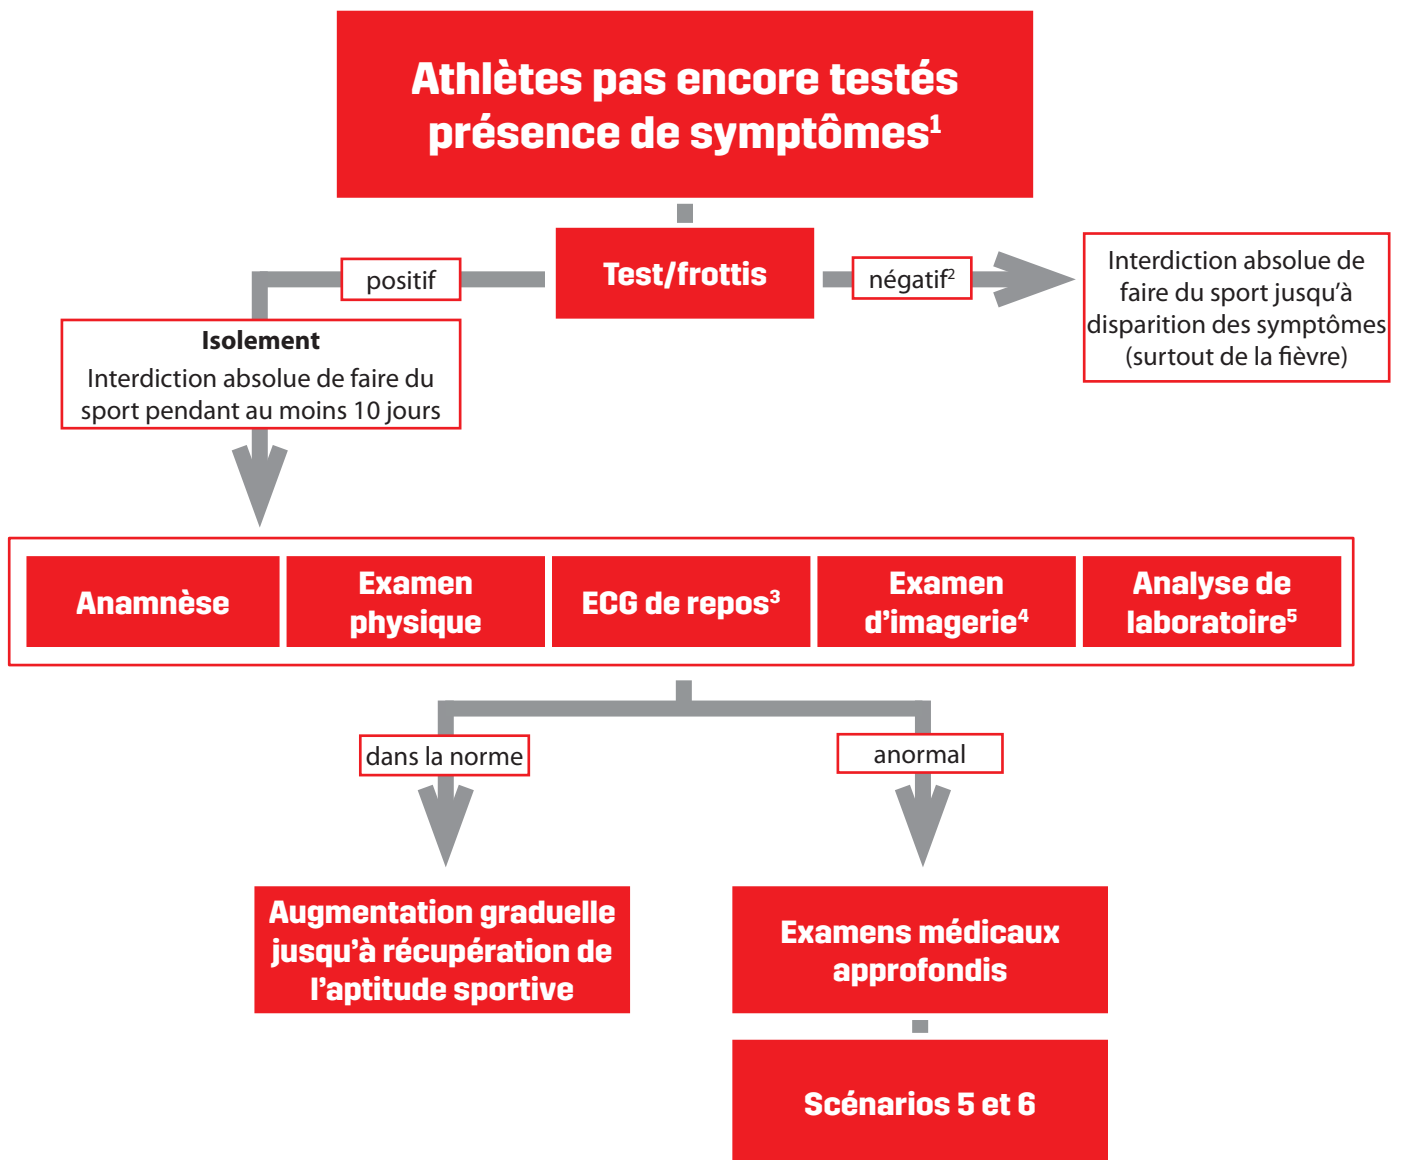 Athlètes pas encore testés
présence de symptômes¹
Test/frottis
positif
négatif²
Interdiction absolue de
faire du sport jusqu’à
disparition des symptômes
(surtout de la fièvre)
Isolement
Interdiction absolue de faire du
sport pendant au moins 10 jours
Anamnèse
Examen
physique
ECG de repos³
Examen
d’imagerie⁴
Analyse de
laboratoire⁵
dans la norme
anormal
Augmentation graduelle
jusqu’à récupération de
l’aptitude sportive
Examens médicaux
approfondis
Scénarios 5 et 6